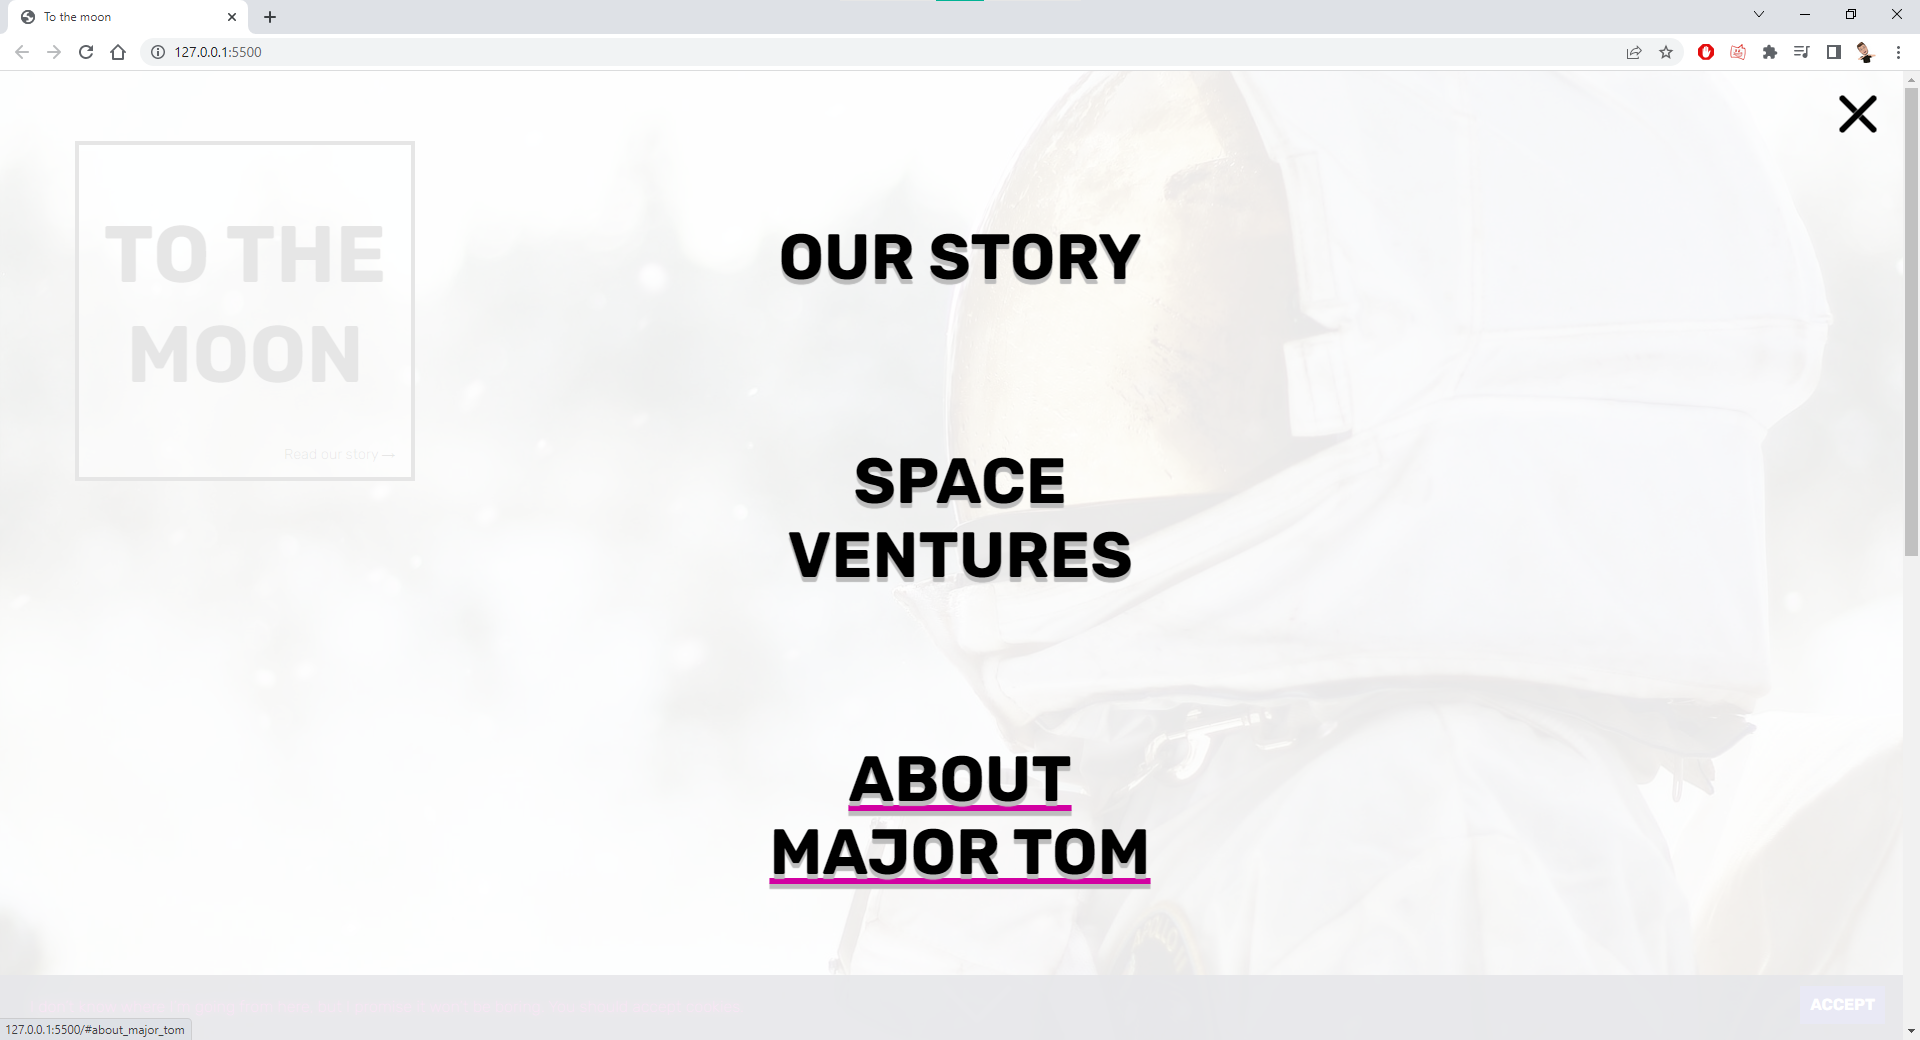 To the moon
127.0.0.1:5500
TO THE
MOON
Read our story →
OUR STORY
SPACE
VENTURES
ABOUT
MAJOR TOM
ACCEPT
127.0.0.1:5500/#about_major_tom